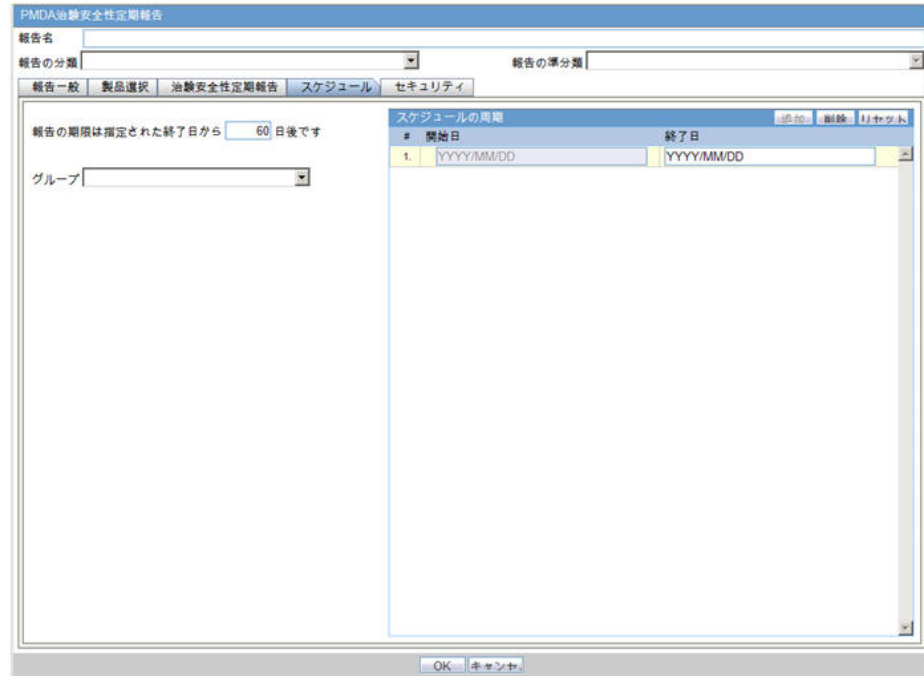 PMDA治験安全性定期報告
報告名
報告の分類 報告の準分類
報告一般 製品選択 治験安全性定期報告 スケジュール セキュリティ
スケジュールの周期 追加 削除 リセット
報告の期限は指定された終了日から 60 日後です
# 開始日 終了日
1. YYYY/MM/DD YYYY/MM/DD
グループ
OK キャンセ